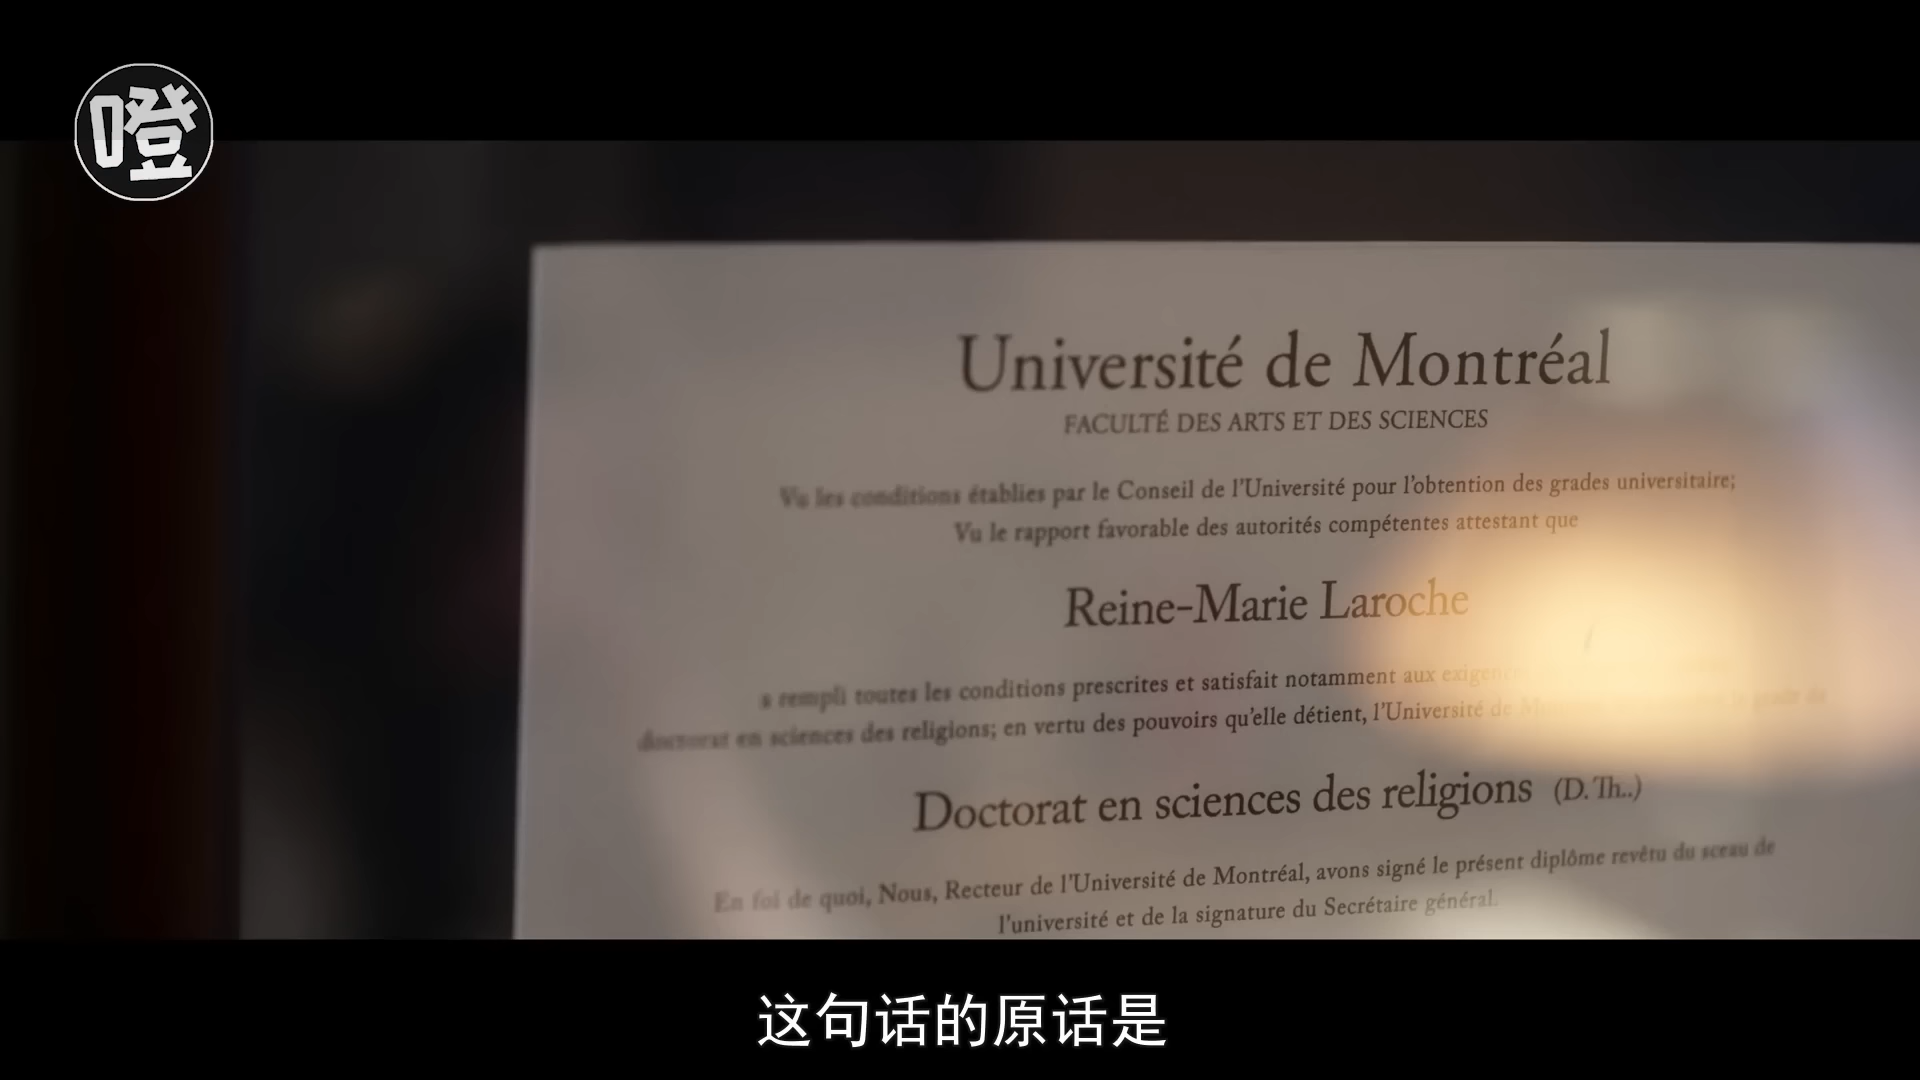 噔
Université de Montréal
FACULTÉ DES ARTS ET DES SCIENCES
Vu les conditions établies par le Conseil de l'Université pour l'obtention des grades universitaire;
Vu le rapport favorable des autorités compétentes attestant que
Reine-Marie Laroche
a rempli toutes les conditions prescrites et satisfait notamment aux
doctorat en sciences des religions; en vertu des pouvoirs qu'elle détient, l'Université de
Doctorat en sciences des religions (D. Th..)
En foi de quoi, Nous, Recteur de l'Université de Montréal, avons signé le présent diplôme revêtu du sceau de
l'université et de la signature du Secrétaire général.
这句话的原话是